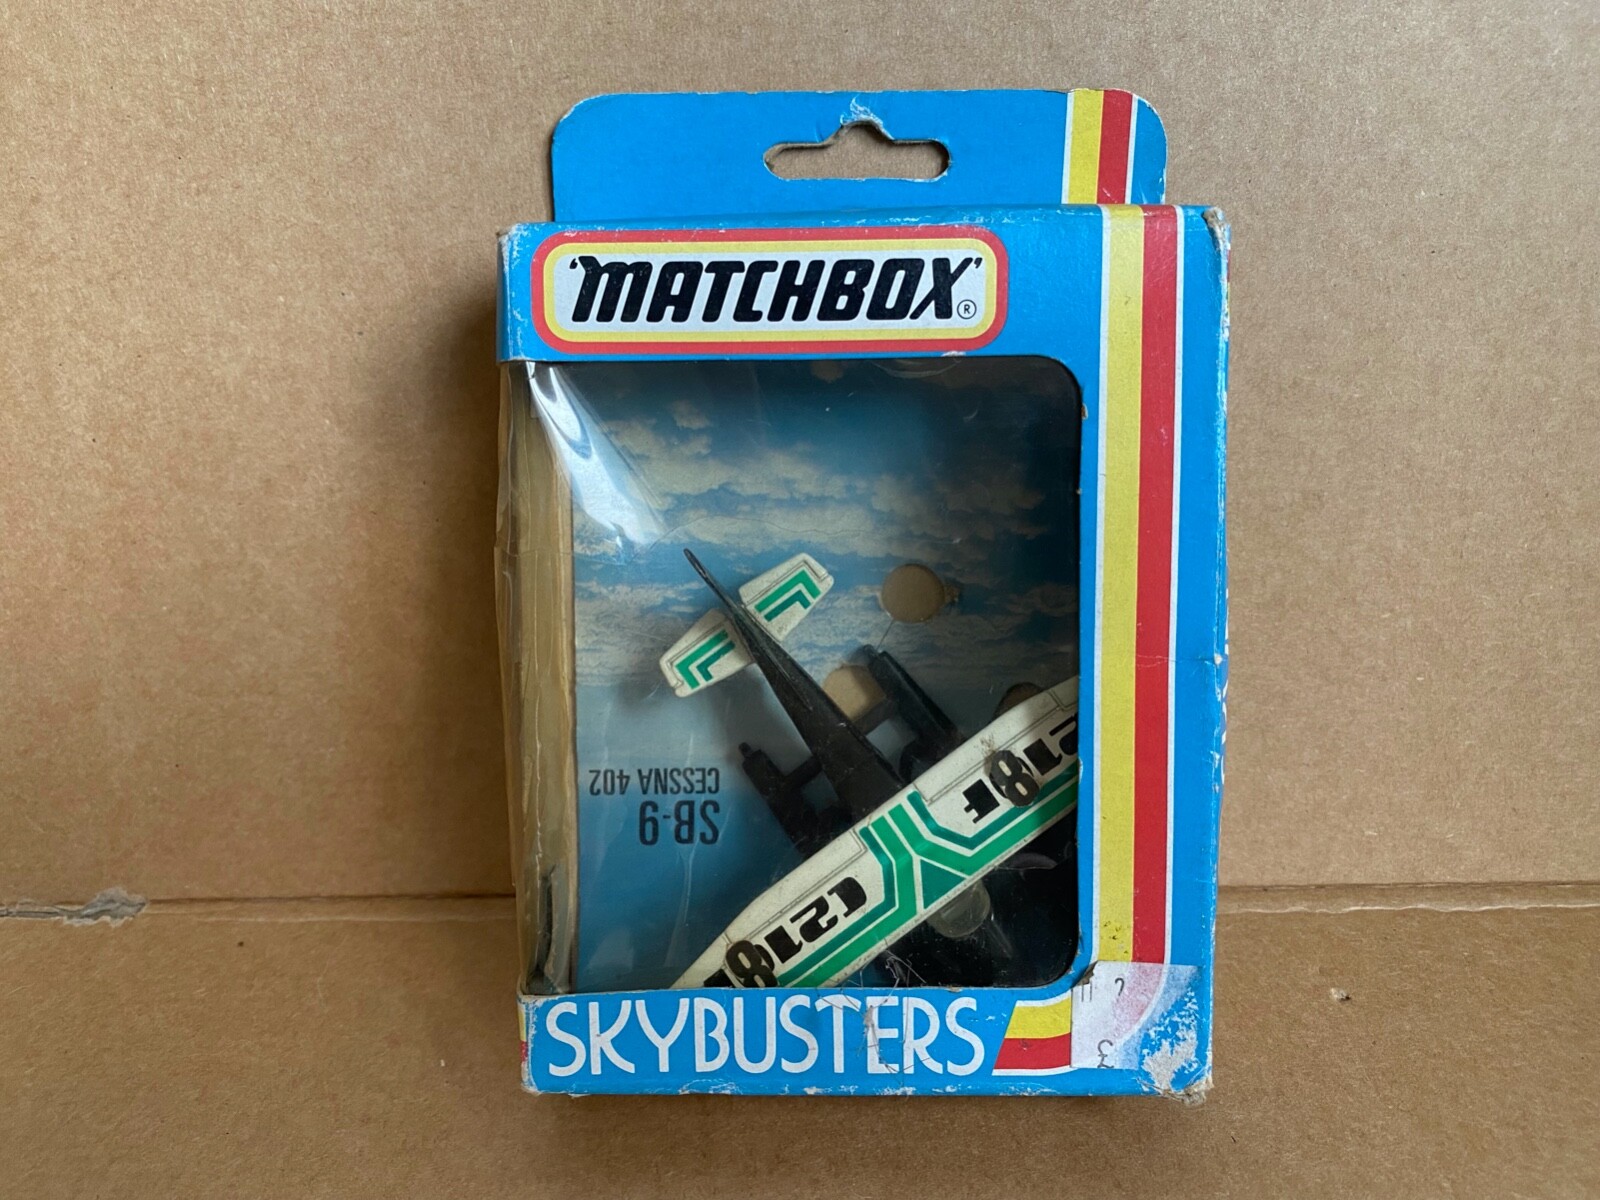 'MATCHBOX'®
SB-9
CESSNA 402
C218F
SKYBUSTERS
£